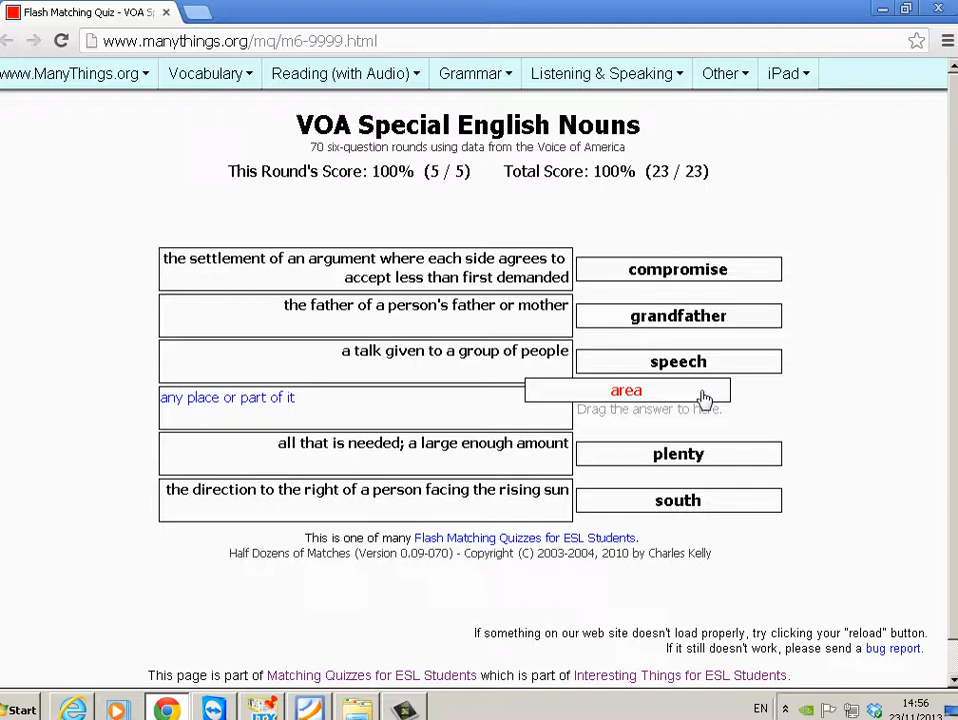 Flash Matching Quiz - VOA Sp
www.manythings.org/mq/m6-9999.html
www.ManyThings.org Vocabulary Reading (with Audio) Grammar Listening & Speaking Other iPad
VOA Special English Nouns
70 six-question rounds using data from the Voice of America
This Round's Score: 100% (5 / 5) Total Score: 100% (23 / 23)
the settlement of an argument where each side agrees to
accept less than first demanded
compromise
the father of a person's father or mother
grandfather
a talk given to a group of people
speech
area
any place or part of it
Drag the answer to here.
all that is needed; a large enough amount
plenty
the direction to the right of a person facing the rising sun
south
This is one of many Flash Matching Quizzes for ESL Students.
Half Dozens of Matches (Version 0.09-070) - Copyright (C) 2003-2004, 2010 by Charles Kelly
If something on our web site doesn't load properly, try clicking your "reload" button.
If it still doesn't work, please send a bug report.
This page is part of Matching Quizzes for ESL Students which is part of Interesting Things for ESL Students.
Start EN 14:56
23/11/2013